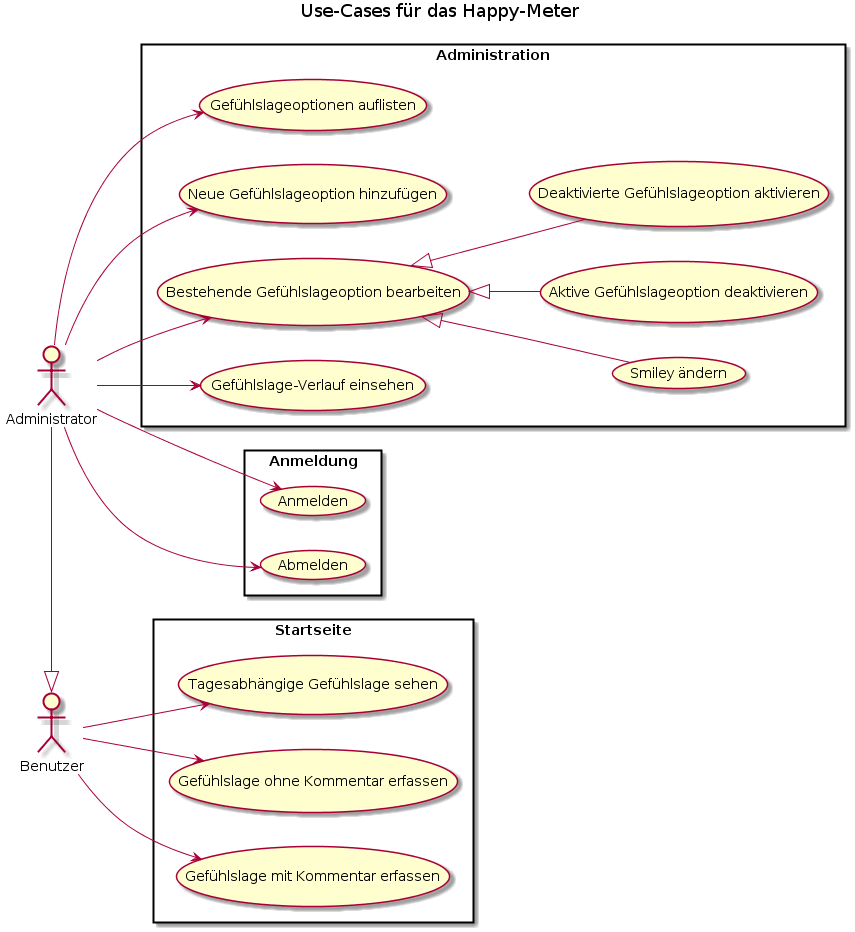 Use-Cases für das Happy-Meter
Administration
Gefühlslageoptionen auflisten
Neue Gefühlslageoption hinzufügen
Deaktivierte Gefühlslageoption aktivieren
Bestehende Gefühlslageoption bearbeiten
Aktive Gefühlslageoption deaktivieren
Smiley ändern
Gefühlslage-Verlauf einsehen
Administrator
Anmeldung
Anmelden
Abmelden
Startseite
Tagesabhängige Gefühlslage sehen
Benutzer
Gefühlslage ohne Kommentar erfassen
Gefühlslage mit Kommentar erfassen